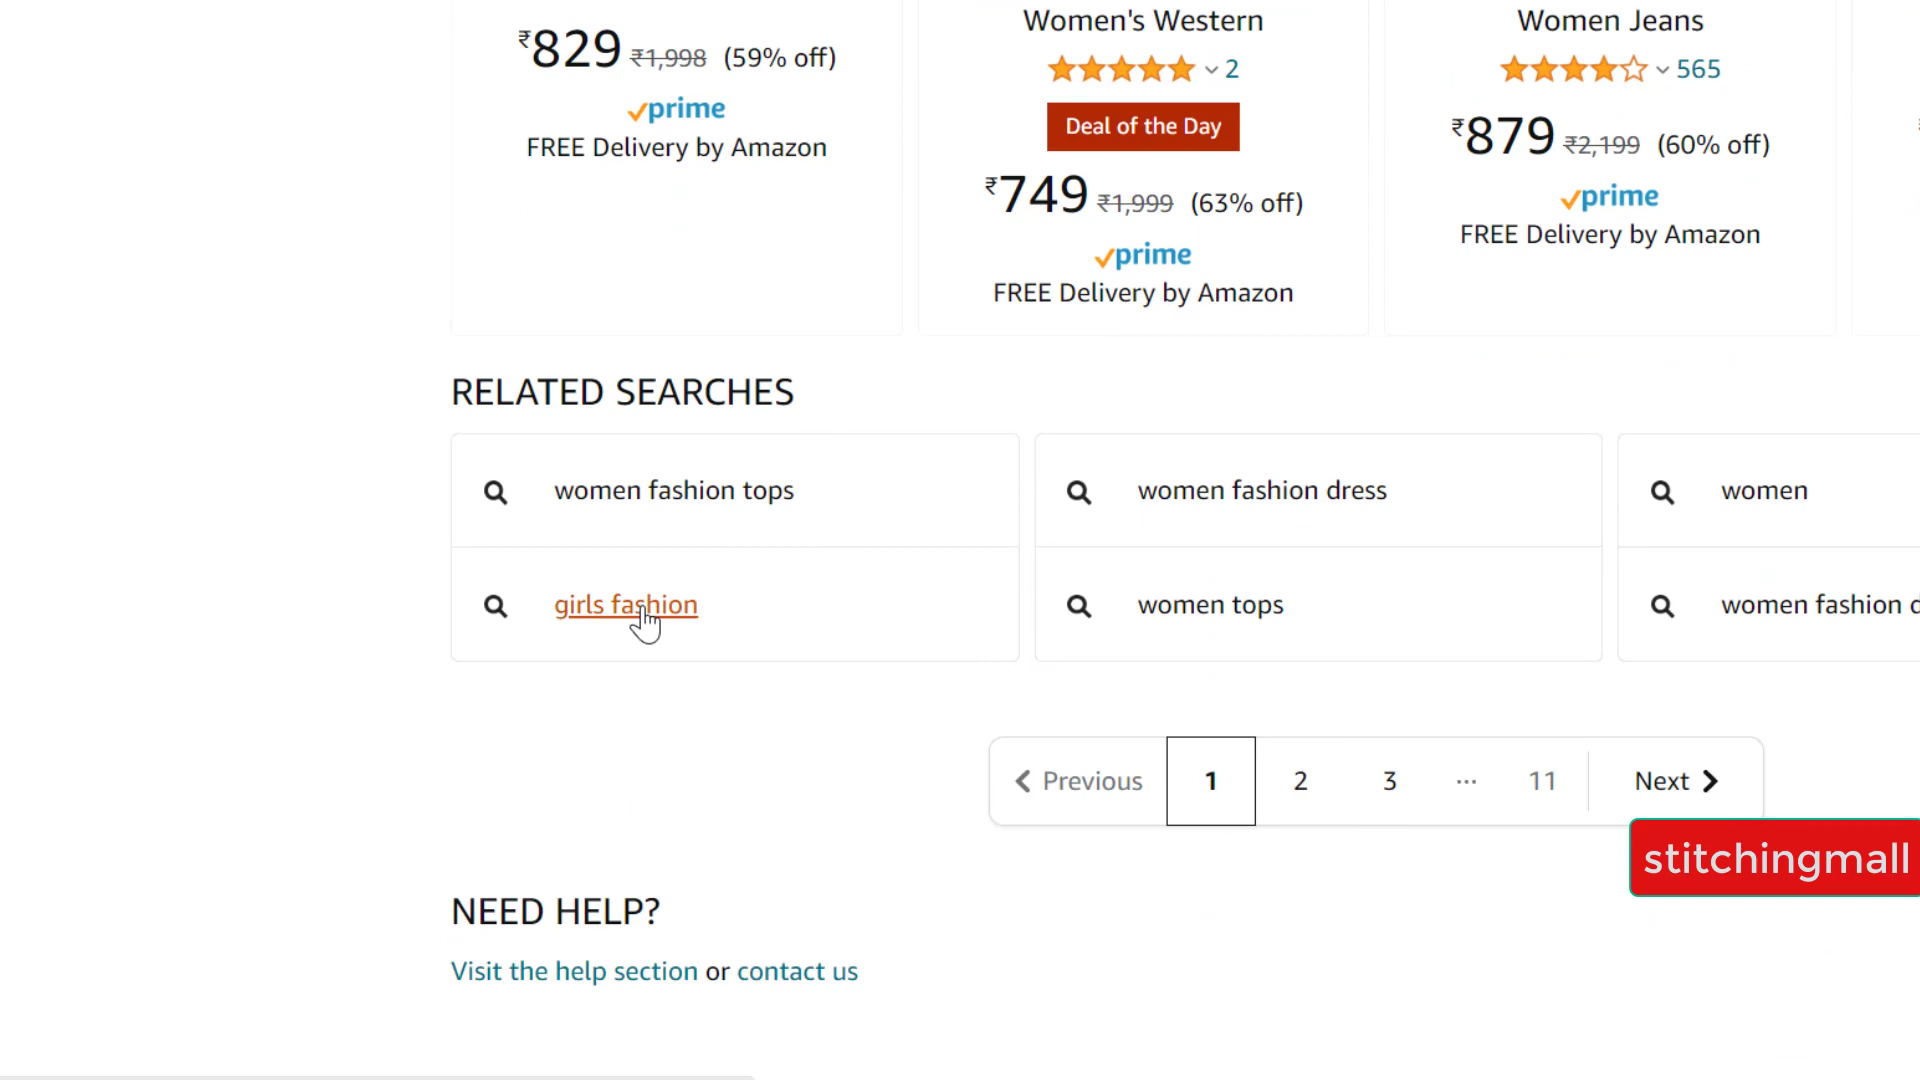 ₹829 ₹1,998 (59% off)
prime
FREE Delivery by Amazon
Women's Western
2
Deal of the Day
₹749 ₹1,999 (63% off)
prime
FREE Delivery by Amazon
Women Jeans
565
₹879 ₹2,199 (60% off)
prime
FREE Delivery by Amazon
RELATED SEARCHES
women fashion tops
women fashion dress
women
girls fashion
women tops
women fashion
Previous 1 2 3 ... 11 Next
stitchingmall
NEED HELP?
Visit the help section or contact us